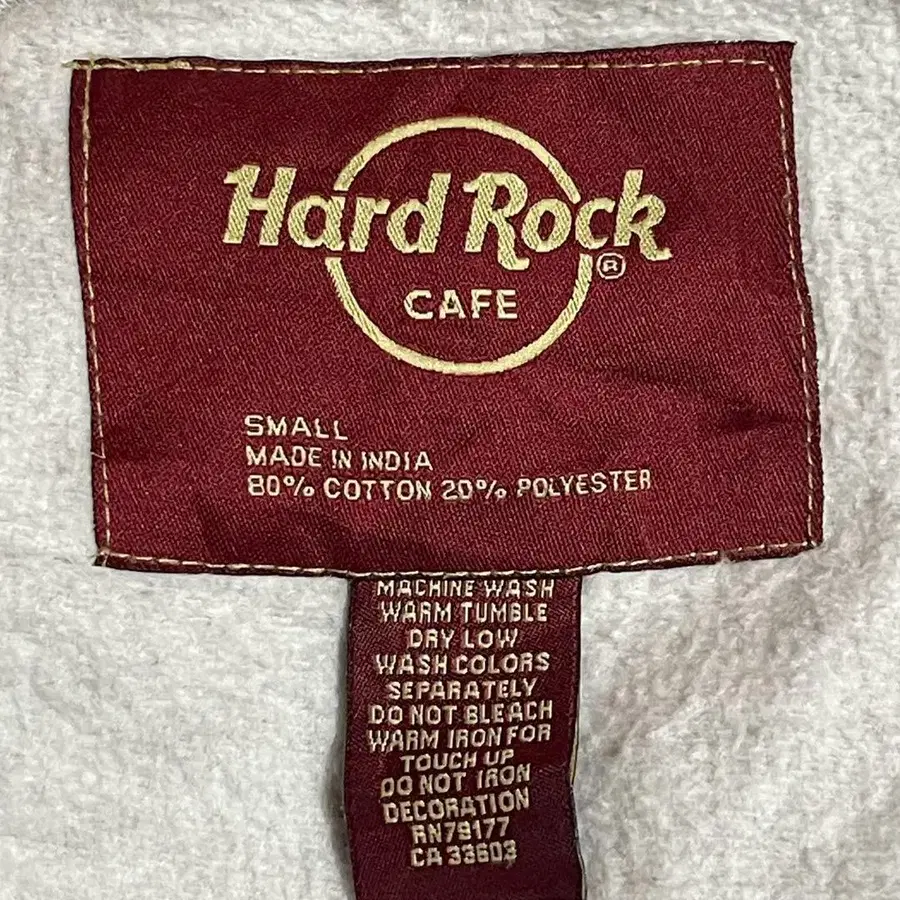 Hard Rock ®
CAFE
SMALL
MADE IN INDIA
80% COTTON 20% POLYESTER
MACHINE WASH
WARM TUMBLE
DRY LOW
WASH COLORS
SEPARATELY
DO NOT BLEACH
WARM IRON FOR
TOUCH UP
DO NOT IRON
DECORATION
RN79177
CA 33603